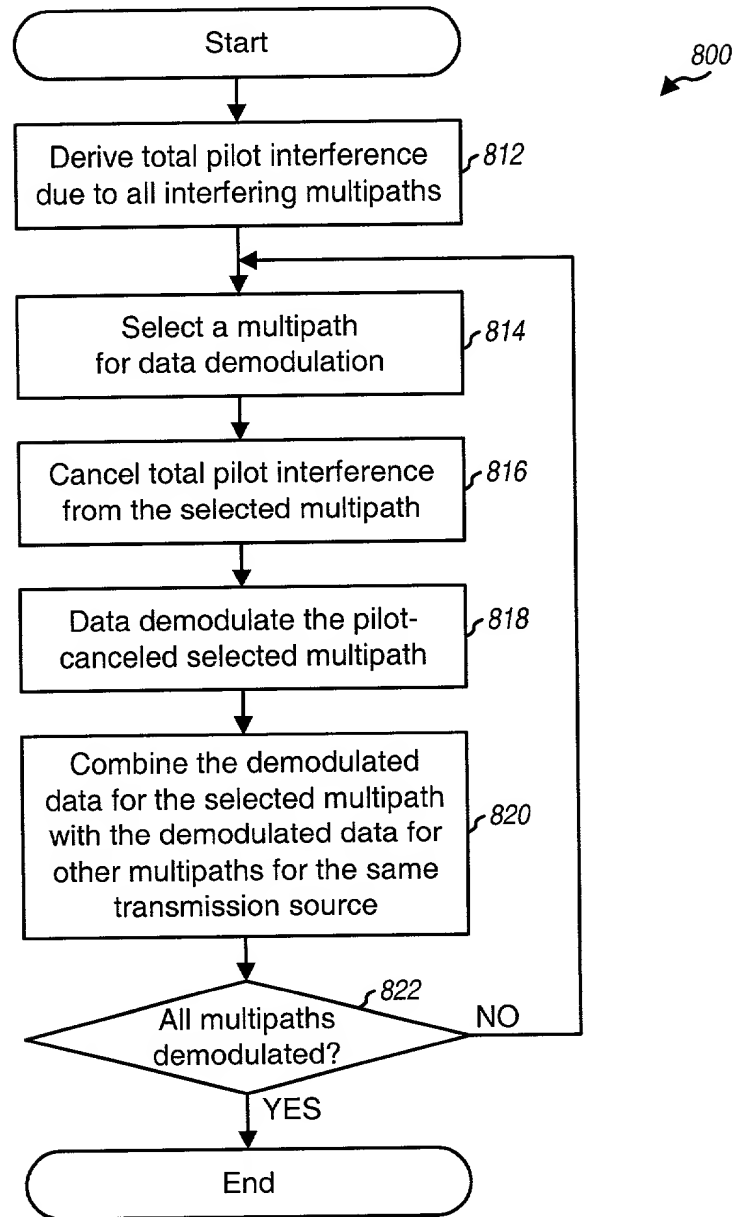 Start
800
Derive total pilot interference
due to all interfering multipaths
812
Select a multipath
for data demodulation
814
Cancel total pilot interference
from the selected multipath
816
Data demodulate the pilot-
canceled selected multipath
818
Combine the demodulated
data for the selected multipath
with the demodulated data for
other multipaths for the same
transmission source
820
822
All multipaths
demodulated?
NO
YES
End